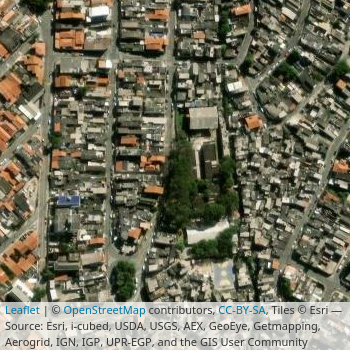 Leaflet | © OpenStreetMap contributors, CC-BY-SA, Tiles © Esri —
Source: Esri, i-cubed, USDA, USGS, AEX, GeoEye, Getmapping,
Aerogrid, IGN, IGP, UPR-EGP, and the GIS User Community